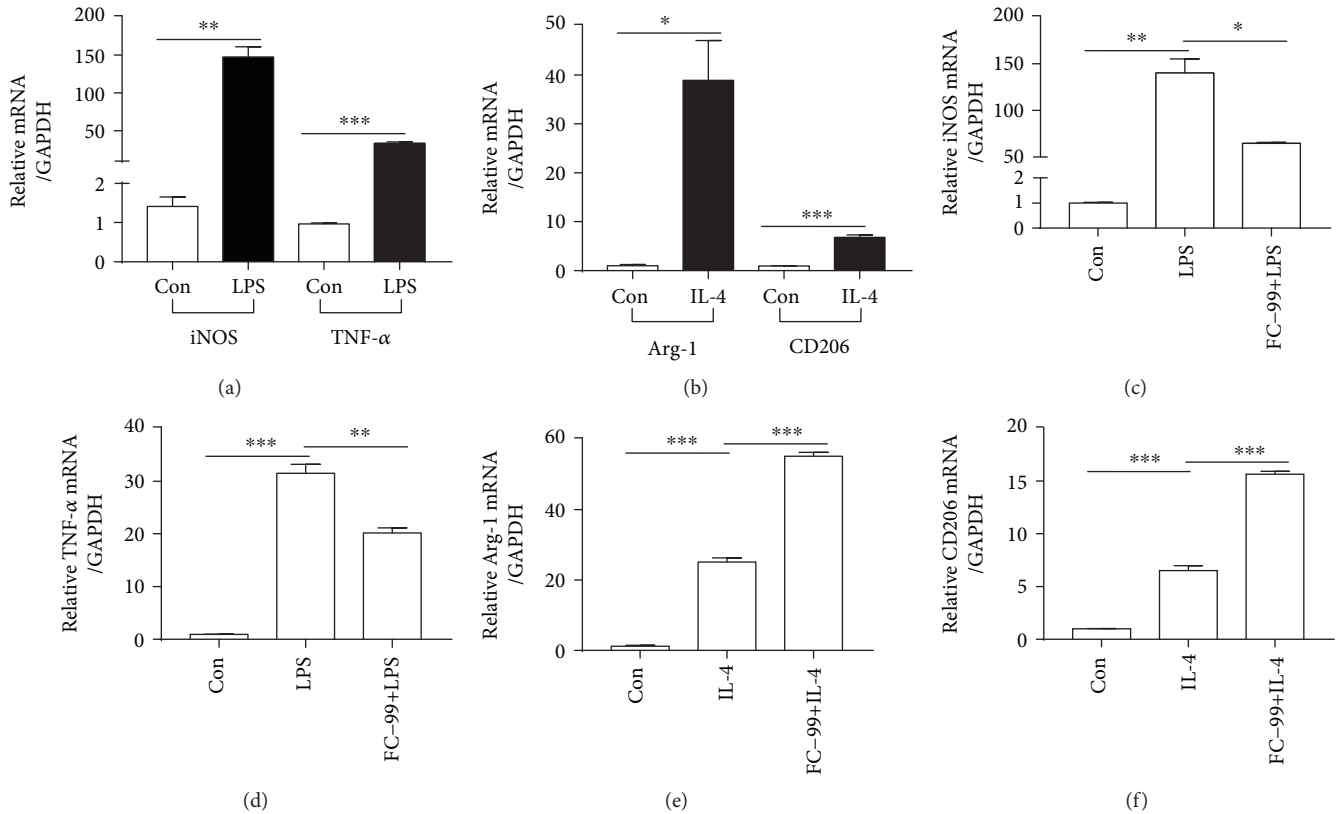 Relative mRNA
/GAPDH
200
150
100
50
2
1
0
**
***
Con LPS Con LPS
iNOS TNF-α
(a)
Relative mRNA
/GAPDH
50
40
30
20
10
0
*
***
Con IL-4 Con IL-4
Arg-1 CD206
(b)
Relative iNOS mRNA
/GAPDH
200
150
100
50
2
1
0
** *
Con
LPS
FC−99+LPS
(c)
Relative TNF-α mRNA
/GAPDH
40
30
20
10
0
*** **
Con
LPS
FC−99+LPS
(d)
Relative Arg-1 mRNA
/GAPDH
60
40
20
0
*** ***
Con
IL-4
FC−99+IL-4
(e)
Relative CD206 mRNA
/GAPDH
20
15
10
5
0
*** ***
Con
IL-4
FC−99+IL-4
(f)